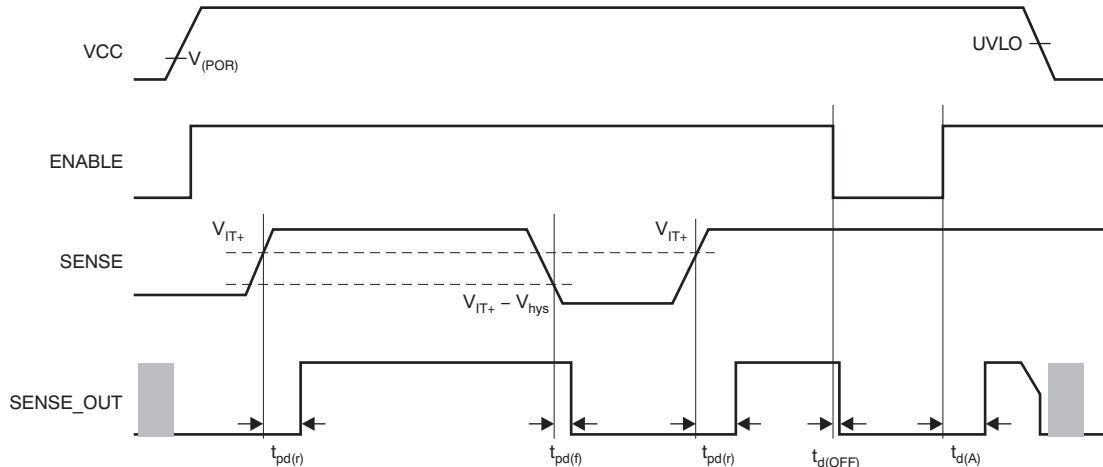 VCC
V(POR)
UVLO
ENABLE
VIT+
VIT+
SENSE
VIT+ – Vhys
SENSE_OUT
tpd(r)
tpd(f)
tpd(r)
td(OFF)
td(A)